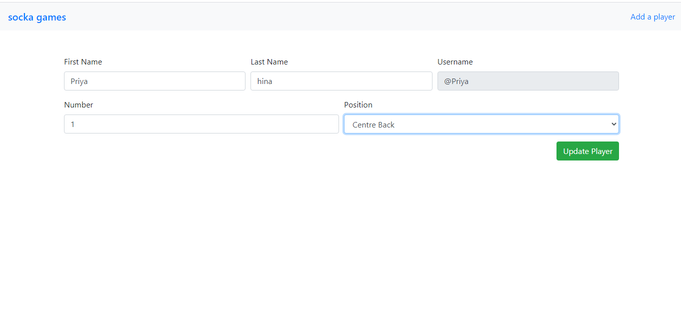 socka games Add a player
First Name Last Name Username
Priya hina @Priya
Number Position
1 Centre Back
Update Player